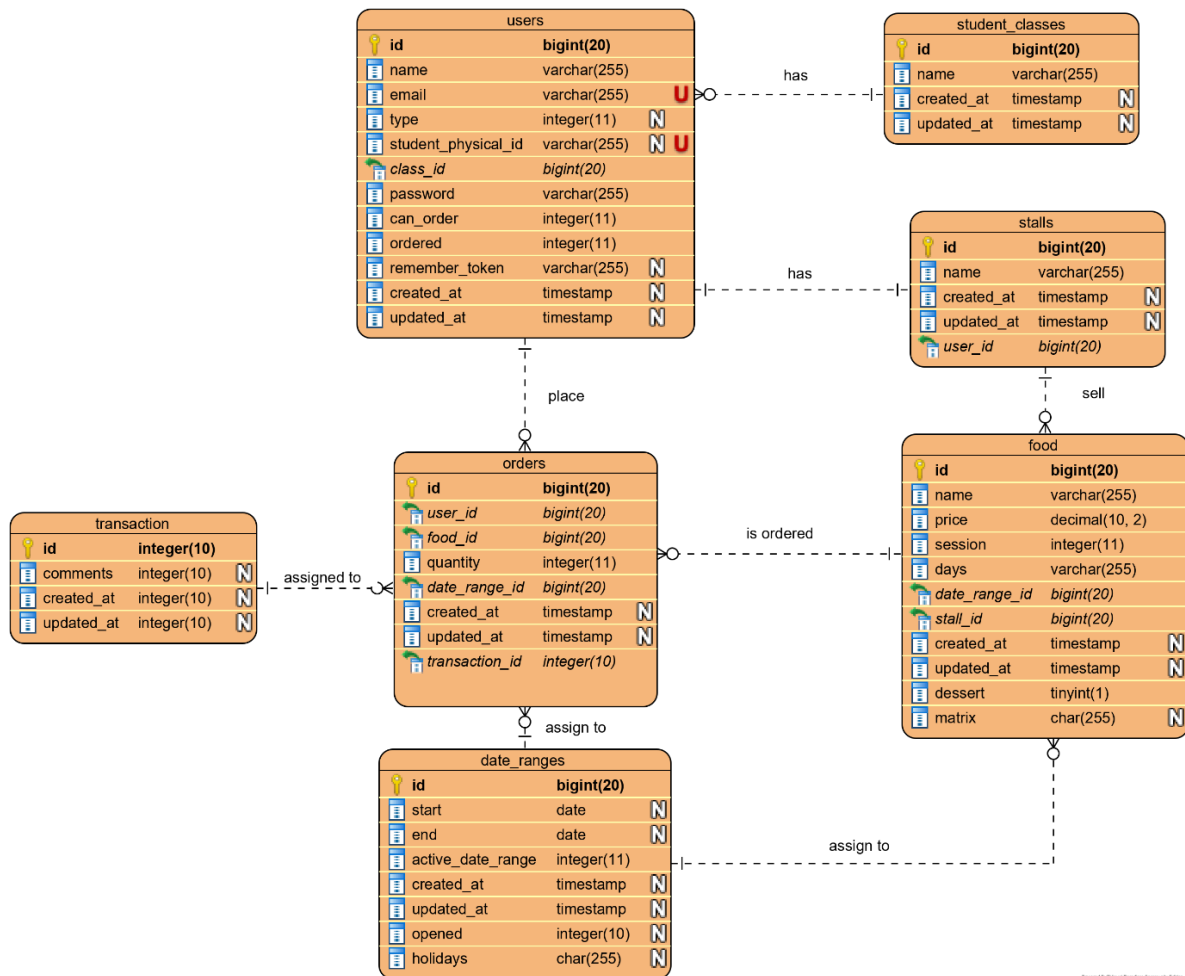 users
id bigint(20)
name varchar(255)
email varchar(255) U
type integer(11) N
student_physical_id varchar(255) N U
class_id bigint(20)
password varchar(255)
can_order integer(11)
ordered integer(11)
remember_token varchar(255) N
created_at timestamp N
updated_at timestamp N
has
student_classes
id bigint(20)
name varchar(255)
created_at timestamp N
updated_at timestamp N
has
stalls
id bigint(20)
name varchar(255)
created_at timestamp N
updated_at timestamp N
user_id bigint(20)
place
sell
orders
id bigint(20)
user_id bigint(20)
food_id bigint(20)
quantity integer(11)
date_range_id bigint(20)
created_at timestamp N
updated_at timestamp N
transaction_id integer(10)
is ordered
food
id bigint(20)
name varchar(255)
price decimal(10, 2)
session integer(11)
days varchar(255)
date_range_id bigint(20)
stall_id bigint(20)
created_at timestamp N
updated_at timestamp N
dessert tinyint(1)
matrix char(255) N
transaction
id integer(10)
comments integer(10) N
created_at integer(10) N
updated_at integer(10) N
assigned to
assign to
date_ranges
id bigint(20)
start date N
end date N
active_date_range integer(11)
created_at timestamp N
updated_at timestamp N
opened integer(10) N
holidays char(255) N
assign to